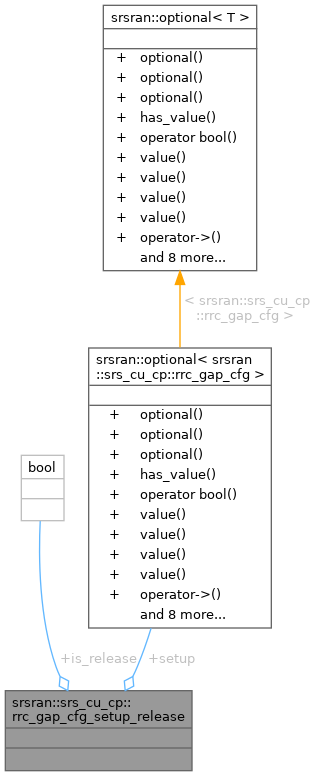 srsran::optional< T >
+ optional()
+ optional()
+ optional()
+ has_value()
+ operator bool()
+ value()
+ value()
+ value()
+ value()
+ operator->()
and 8 more...
< srsran::srs_cu_cp
::rrc_gap_cfg >
srsran::optional< srsran
::srs_cu_cp::rrc_gap_cfg >
+ optional()
+ optional()
+ optional()
+ has_value()
+ operator bool()
+ value()
+ value()
+ value()
+ value()
+ operator->()
and 8 more...
bool
+is_release
+setup
srsran::srs_cu_cp::
rrc_gap_cfg_setup_release